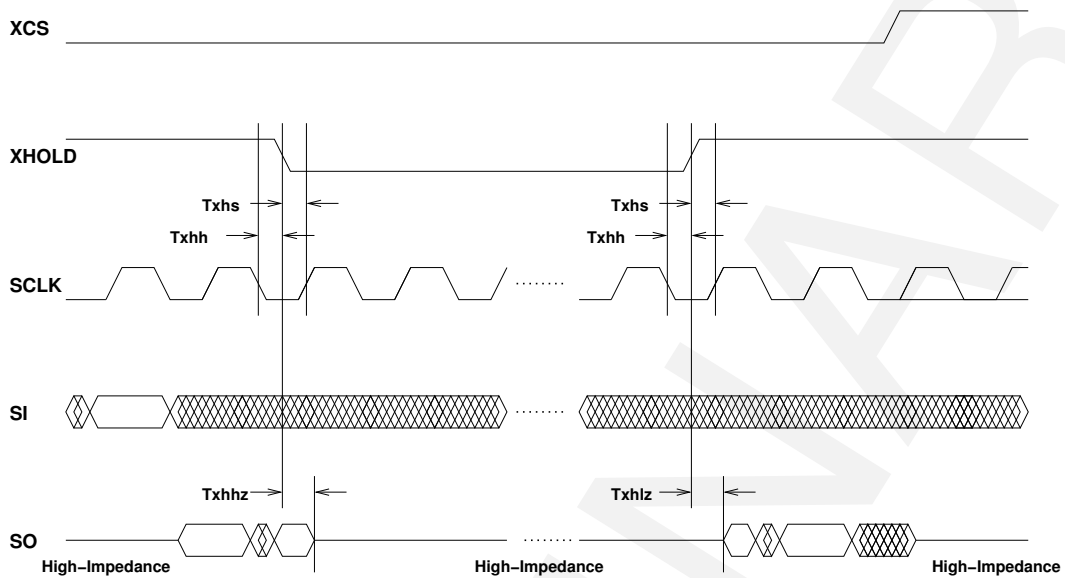 XCS
XHOLD
Txhs
Txhs
Txhh
Txhh
SCLK
SI
Txhhz
Txhlz
SO
High-Impedance
High-Impedance
High-Impedance